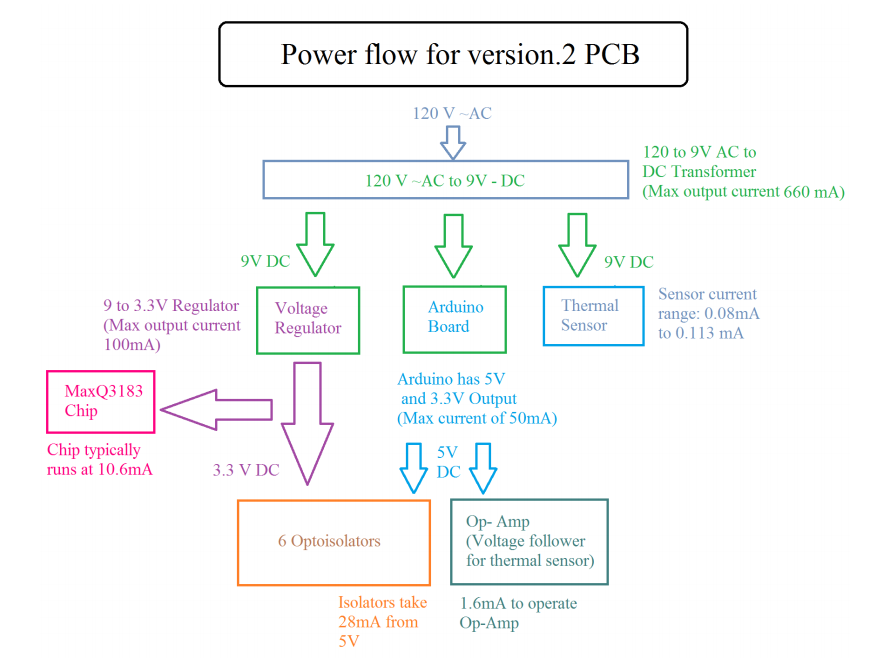 Power flow for version.2 PCB
120 V ~AC
120 V ~AC to 9V - DC
120 to 9V AC to
DC Transformer
(Max output current 660 mA)
9V DC
9V DC
9 to 3.3V Regulator
(Max output current
100mA)
Voltage
Regulator
Arduino
Board
Thermal
Sensor
Sensor current
range: 0.08mA
to 0.113 mA
MaxQ3183
Chip
Chip typically
runs at 10.6mA
Arduino has 5V
and 3.3V Output
(Max current of 50mA)
3.3 V DC
5V
DC
6 Optoisolators
Op- Amp
(Voltage follower
for thermal sensor)
Isolators take
28mA from
5V
1.6mA to operate
Op-Amp